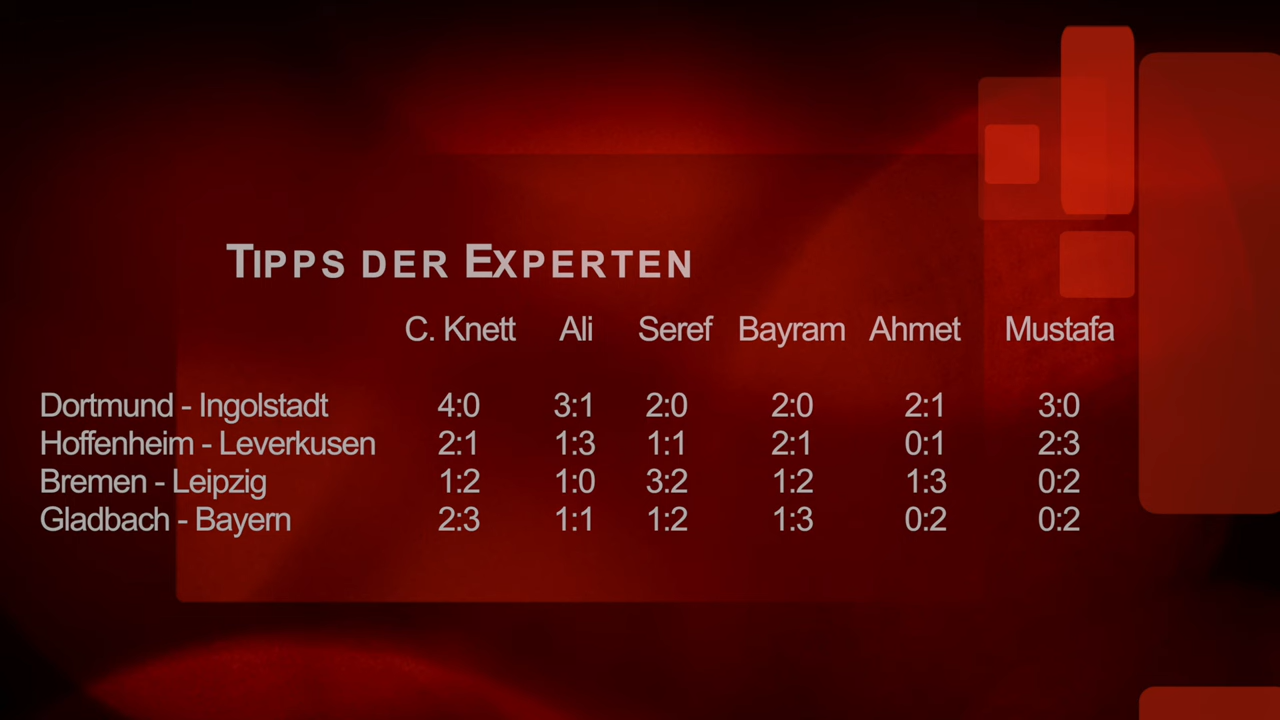 Tipps der Experten
C. Knett Ali Seref Bayram Ahmet Mustafa
Dortmund - Ingolstadt 4:0 3:1 2:0 2:0 2:1 3:0
Hoffenheim - Leverkusen 2:1 1:3 1:1 2:1 0:1 2:3
Bremen - Leipzig 1:2 1:0 3:2 1:2 1:3 0:2
Gladbach - Bayern 2:3 1:1 1:2 1:3 0:2 0:2